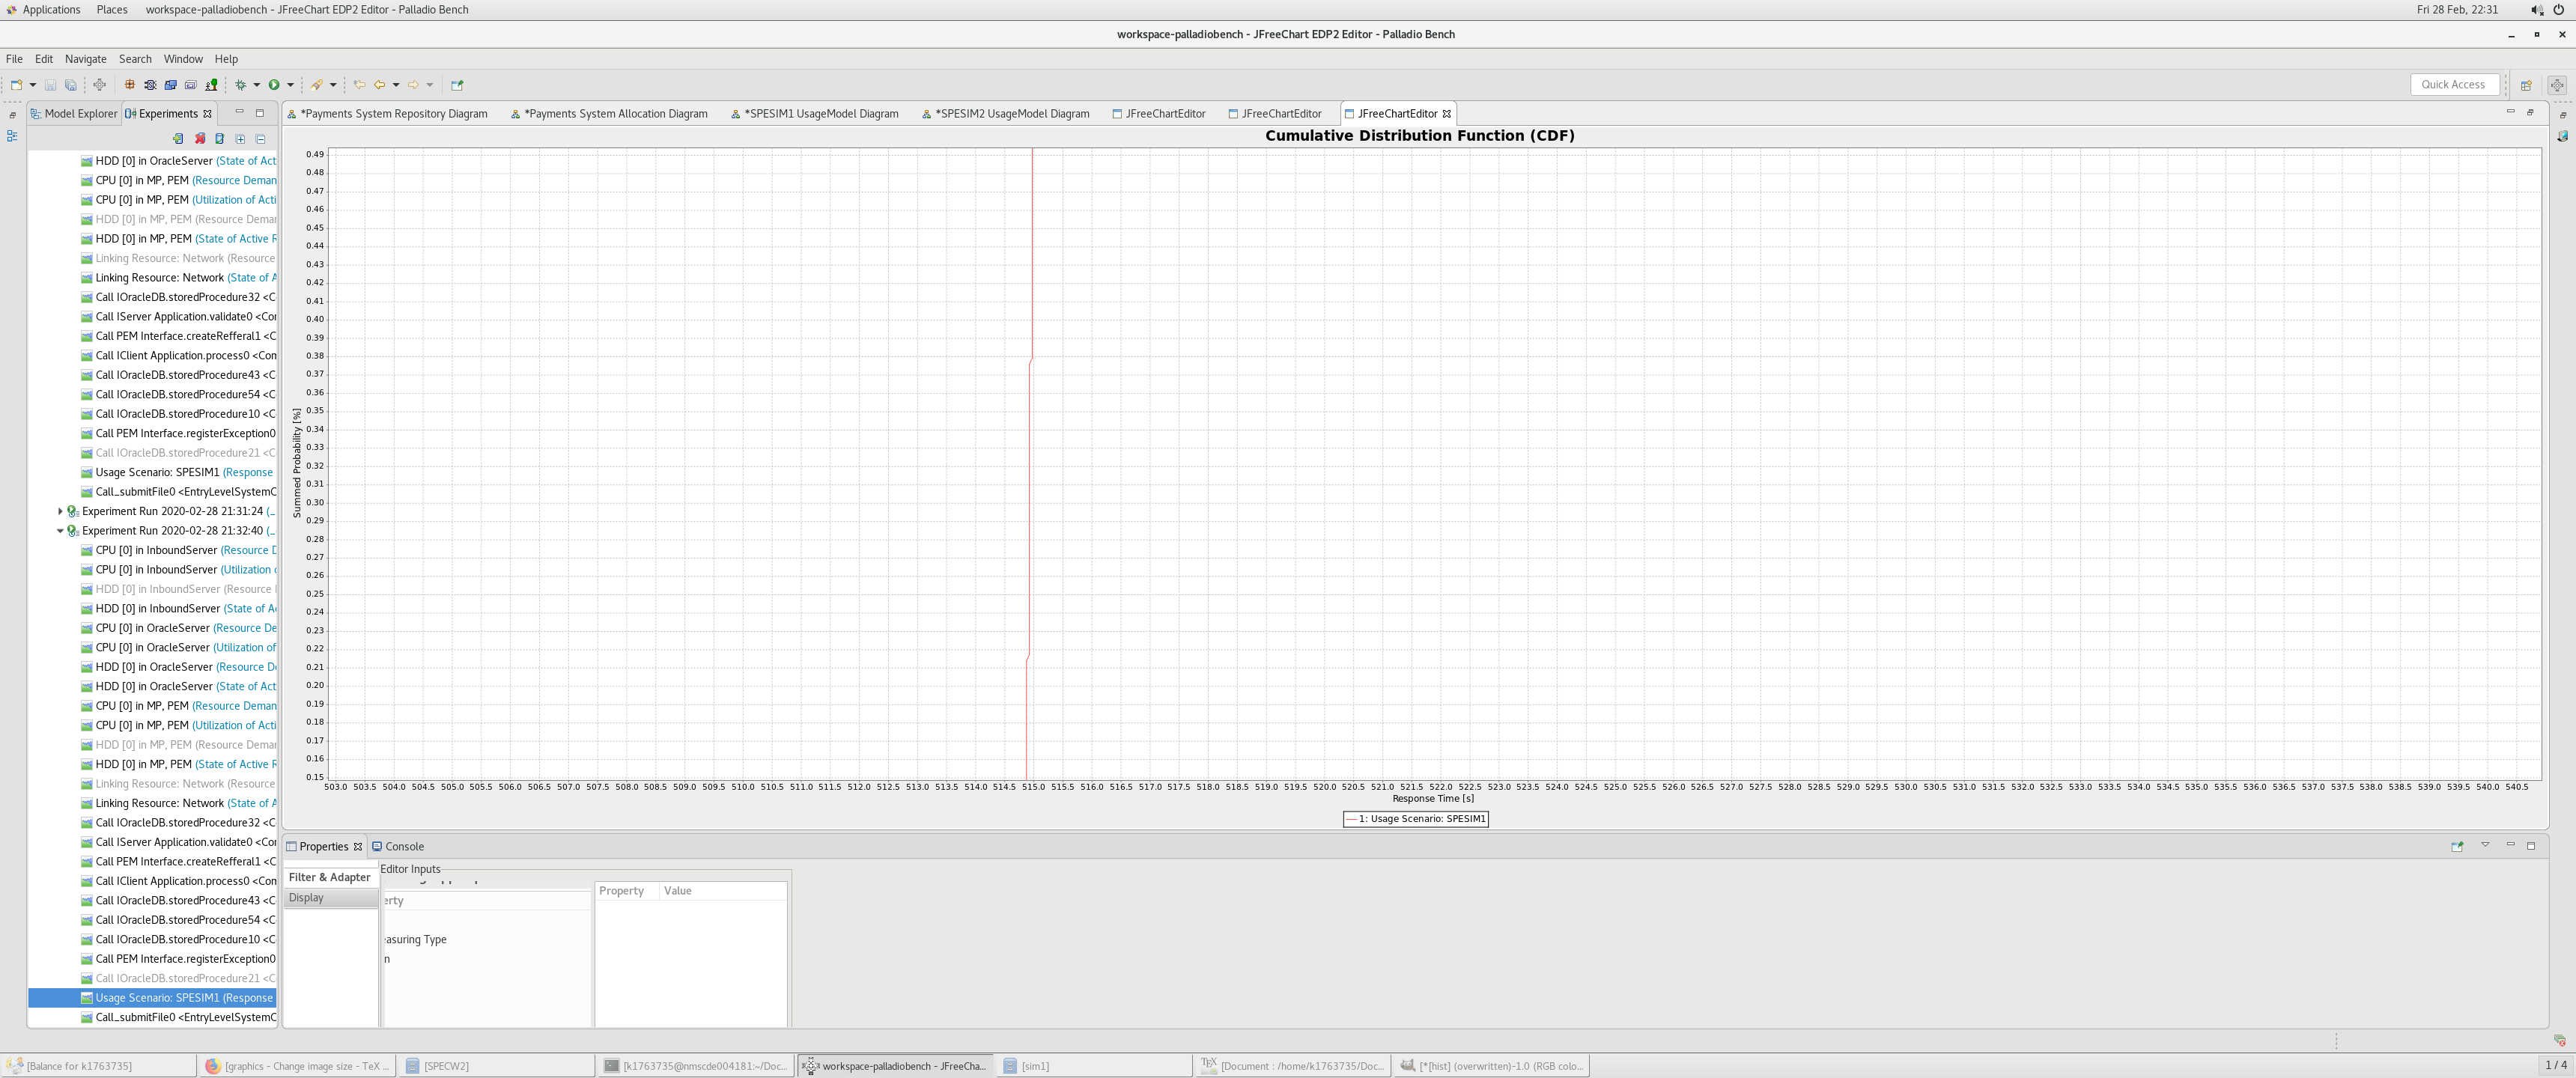 Applications Places workspace-palladiobench - JFreeChart EDP2 Editor - Palladio Bench Fri 28 Feb, 22:31
workspace-palladiobench - JFreeChart EDP2 Editor - Palladio Bench
File Edit Navigate Search Window Help
Quick Access
Model Explorer Experiments
*Payments System Repository Diagram *Payments System Allocation Diagram *SPESIM1 UsageModel Diagram *SPESIM2 UsageModel Diagram JFreeChartEditor JFreeChartEditor JFreeChartEditor
HDD [0] in OracleServer (State of Act
CPU [0] in MP, PEM (Resource Deman
CPU [0] in MP, PEM (Utilization of Acti
HDD [0] in MP, PEM (Resource Demar
HDD [0] in MP, PEM (State of Active R
Linking Resource: Network (Resource
Linking Resource: Network (State of A
Call IOracleDB.storedProcedure32 <C
Call IServer Application.validate0 <Cor
Call PEM Interface.createRefferal1 <C
Call IClient Application.process0 <Com
Call IOracleDB.storedProcedure43 <C
Call IOracleDB.storedProcedure54 <C
Call IOracleDB.storedProcedure10 <C
Call PEM Interface.registerException0
Call IOracleDB.storedProcedure21 <C
Usage Scenario: SPESIM1 (Response
Call_submitFile0 <EntryLevelSystemC
Experiment Run 2020-02-28 21:31:24 (_
Experiment Run 2020-02-28 21:32:40 (_
CPU [0] in InboundServer (Resource D
CPU [0] in InboundServer (Utilization o
HDD [0] in InboundServer (Resource
HDD [0] in InboundServer (State of A
CPU [0] in OracleServer (Resource De
CPU [0] in OracleServer (Utilization of
HDD [0] in OracleServer (Resource D
HDD [0] in OracleServer (State of Act
CPU [0] in MP, PEM (Resource Deman
CPU [0] in MP, PEM (Utilization of Acti
HDD [0] in MP, PEM (Resource Demar
HDD [0] in MP, PEM (State of Active R
Linking Resource: Network (Resource
Linking Resource: Network (State of A
Call IOracleDB.storedProcedure32 <C
Call IServer Application.validate0 <Cor
Call PEM Interface.createRefferal1 <C
Call IClient Application.process0 <Com
Call IOracleDB.storedProcedure43 <C
Call IOracleDB.storedProcedure54 <C
Call IOracleDB.storedProcedure10 <C
Call PEM Interface.registerException0
Call IOracleDB.storedProcedure21 <C
Usage Scenario: SPESIM1 (Response
Call_submitFile0 <EntryLevelSystemC
Cumulative Distribution Function (CDF)
Summed Probability [%]
0.49
0.48
0.47
0.46
0.45
0.44
0.43
0.42
0.41
0.40
0.39
0.38
0.37
0.36
0.35
0.34
0.33
0.32
0.31
0.30
0.29
0.28
0.27
0.26
0.25
0.24
0.23
0.22
0.21
0.20
0.19
0.18
0.17
0.16
0.15
503.0 503.5 504.0 504.5 505.0 505.5 506.0 506.5 507.0 507.5 508.0 508.5 509.0 509.5 510.0 510.5 511.0 511.5 512.0 512.5 513.0 513.5 514.0 514.5 515.0 515.5 516.0 516.5 517.0 517.5 518.0 518.5 519.0 519.5 520.0 520.5 521.0 521.5 522.0 522.5 523.0 523.5 524.0 524.5 525.0 525.5 526.0 526.5 527.0 527.5 528.0 528.5 529.0 529.5 530.0 530.5 531.0 531.5 532.0 532.5 533.0 533.5 534.0 534.5 535.0 535.5 536.0 536.5 537.0 537.5 538.0 538.5 539.0 539.5 540.0 540.5
Response Time [s]
1: Usage Scenario: SPESIM1
Properties Console
Filter & Adapter
Display
Editor Inputs
erty
easuring Type
n
Property Value
[Balance for k1763735] [graphics - Change image size - TeX ... [SPECW2] [k1763735@nmscde004181:~/Doc... workspace-palladiobench - JFreeCha... [sim1] [Document : /home/k1763735/Doc... [*[hist] (overwritten)-1.0 (RGB colo... 1 / 4